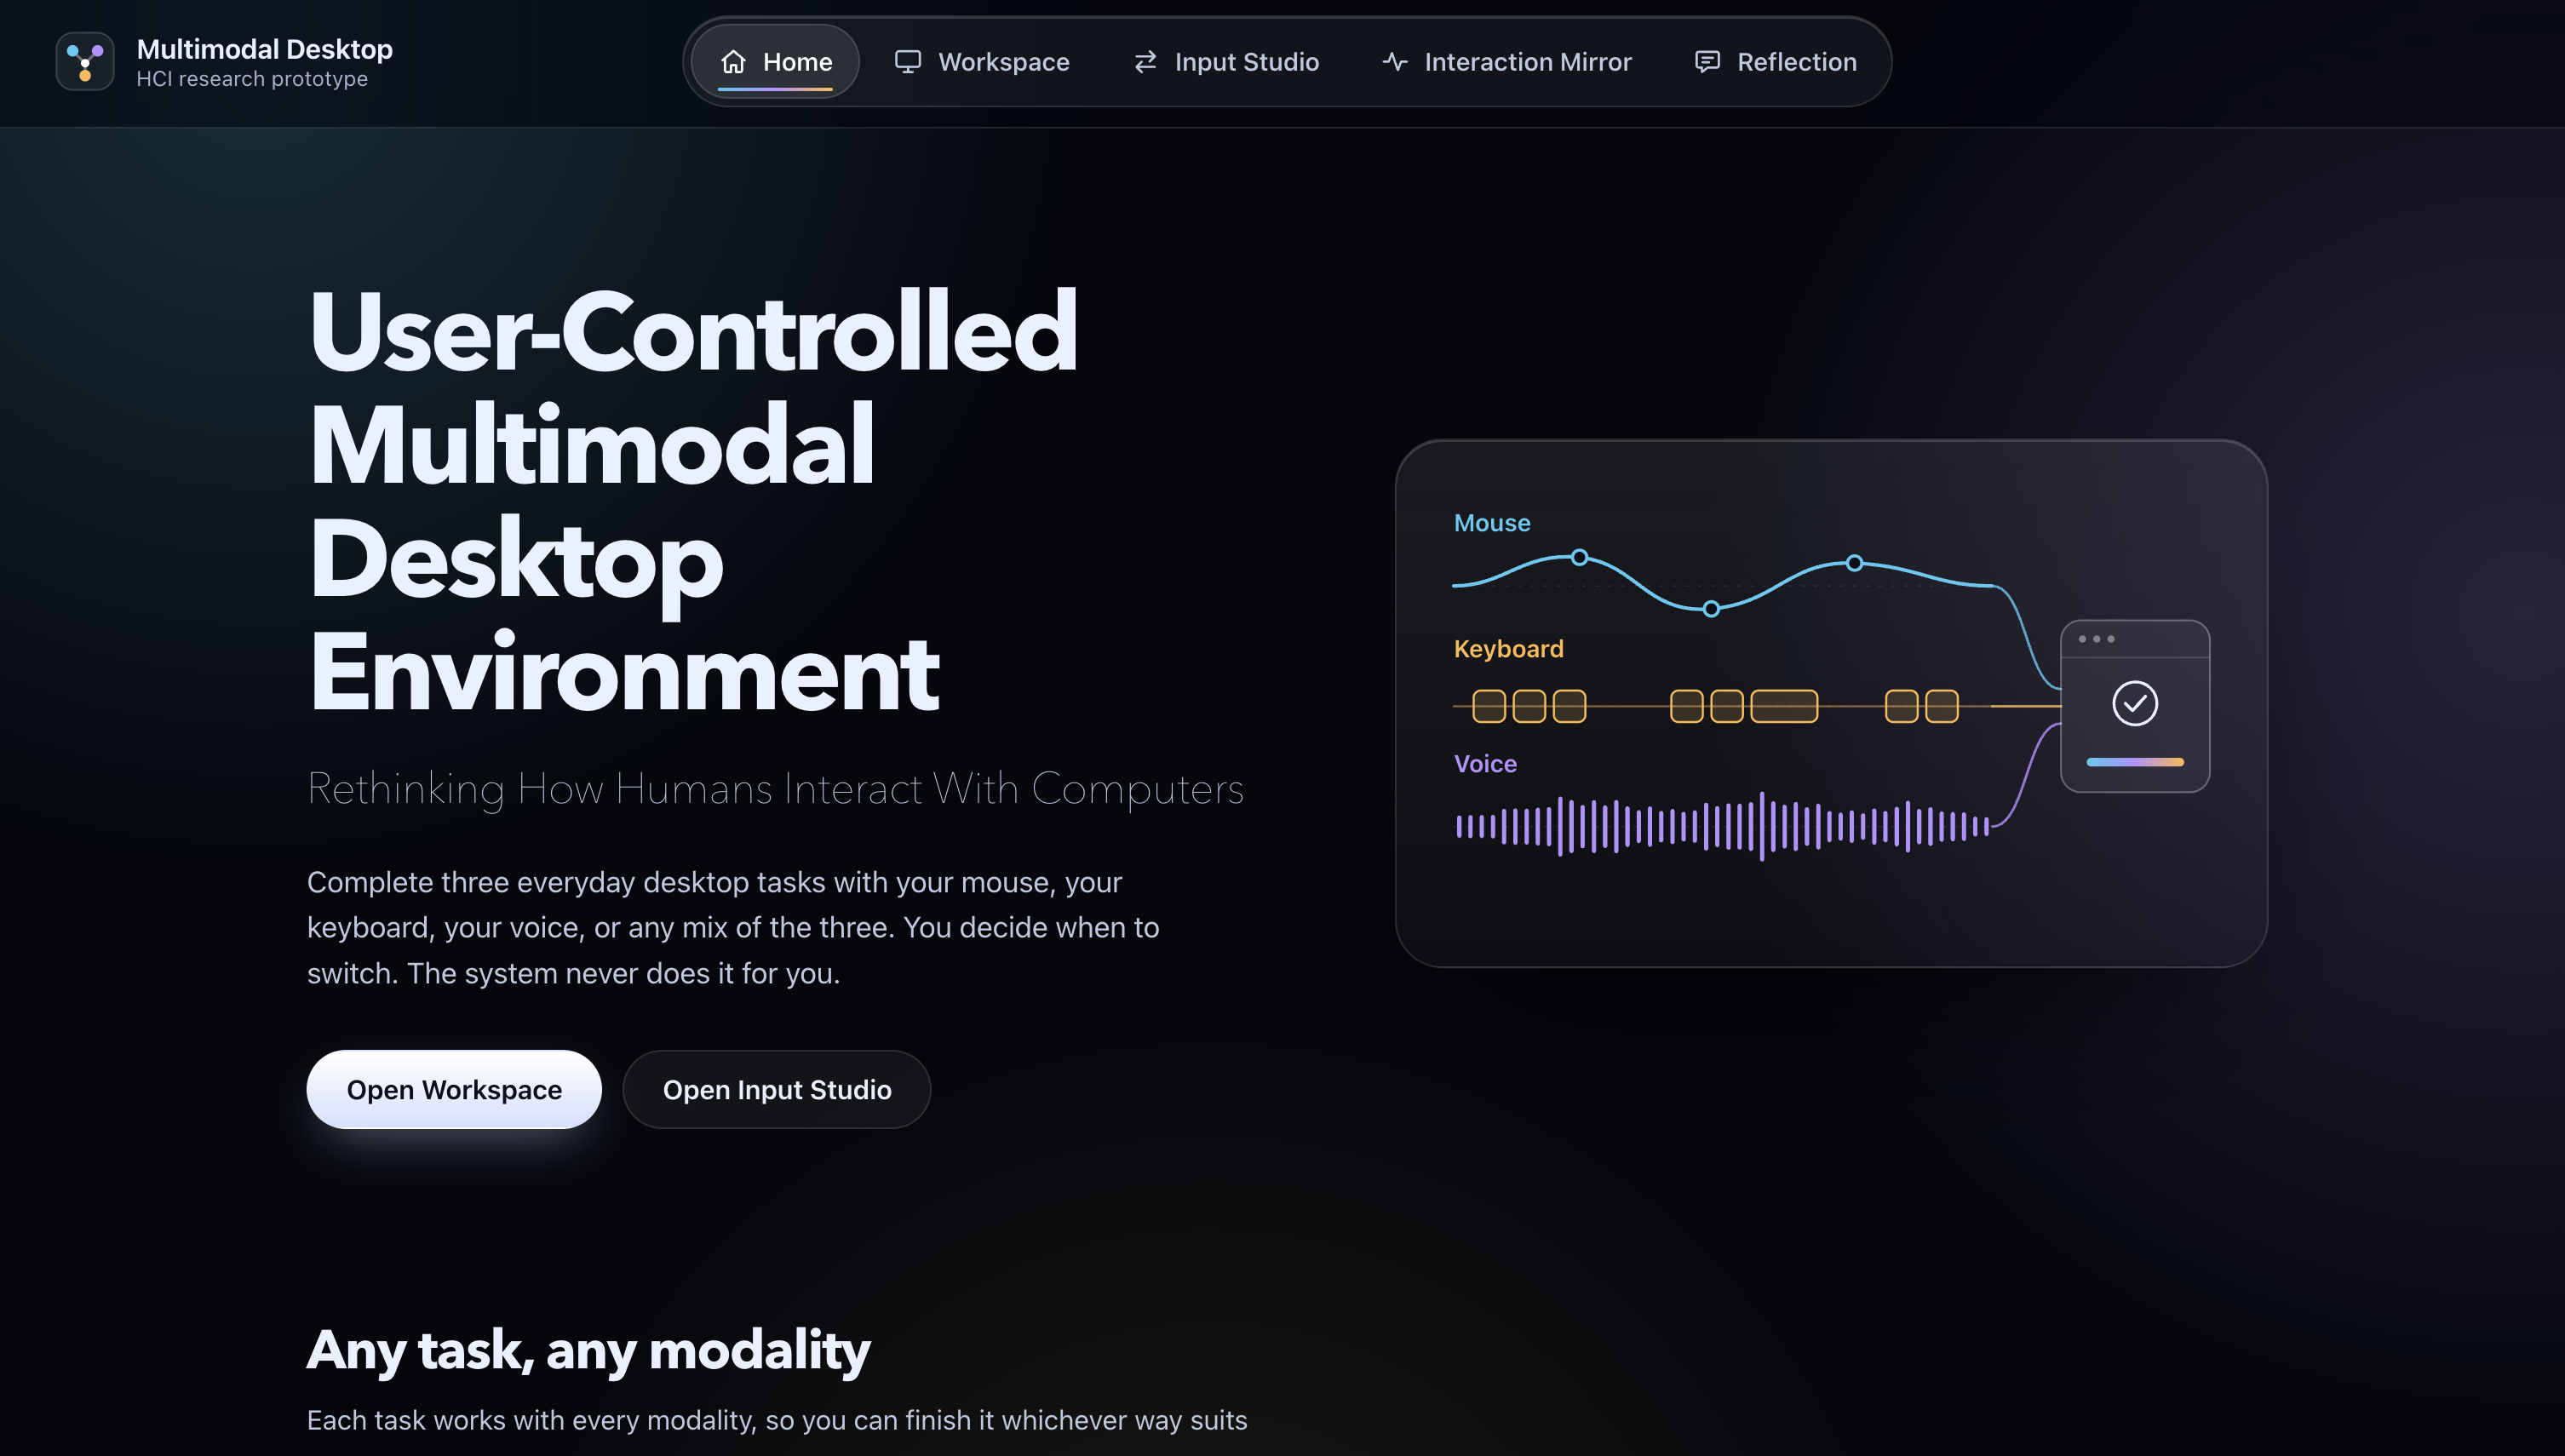 Multimodal Desktop
HCI research prototype
Home
Workspace
Input Studio
Interaction Mirror
Reflection
User-Controlled
Multimodal
Desktop
Environment
Rethinking How Humans Interact With Computers
Complete three everyday desktop tasks with your mouse, your
keyboard, your voice, or any mix of the three. You decide when to
switch. The system never does it for you.
Open Workspace
Open Input Studio
Mouse
Keyboard
Voice
Any task, any modality
Each task works with every modality, so you can finish it whichever way suits